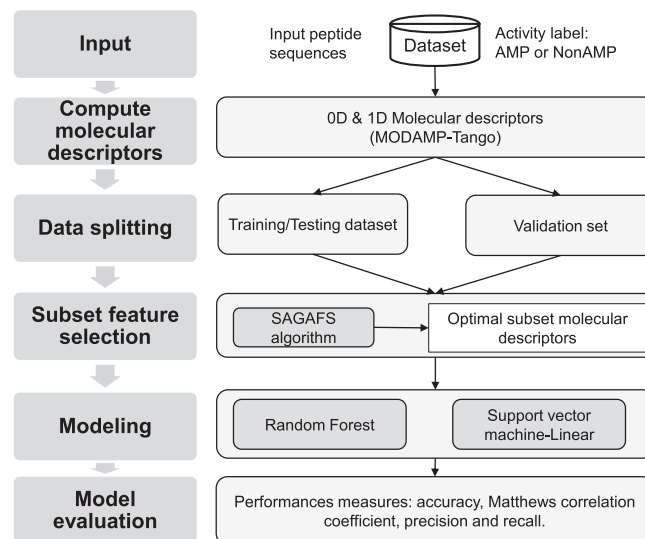 Input
Input peptide
sequences
Dataset
Activity label:
AMP or NonAMP
Compute
molecular
descriptors
0D & 1D Molecular descriptors
(MODAMP-Tango)
Data splitting
Training/Testing dataset
Validation set
Subset feature
selection
SAGAFS
algorithm
Optimal subset molecular
descriptors
Modeling
Random Forest
Support vector
machine-Linear
Model
evaluation
Performances measures: accuracy, Matthews correlation
coefficient, precision and recall.